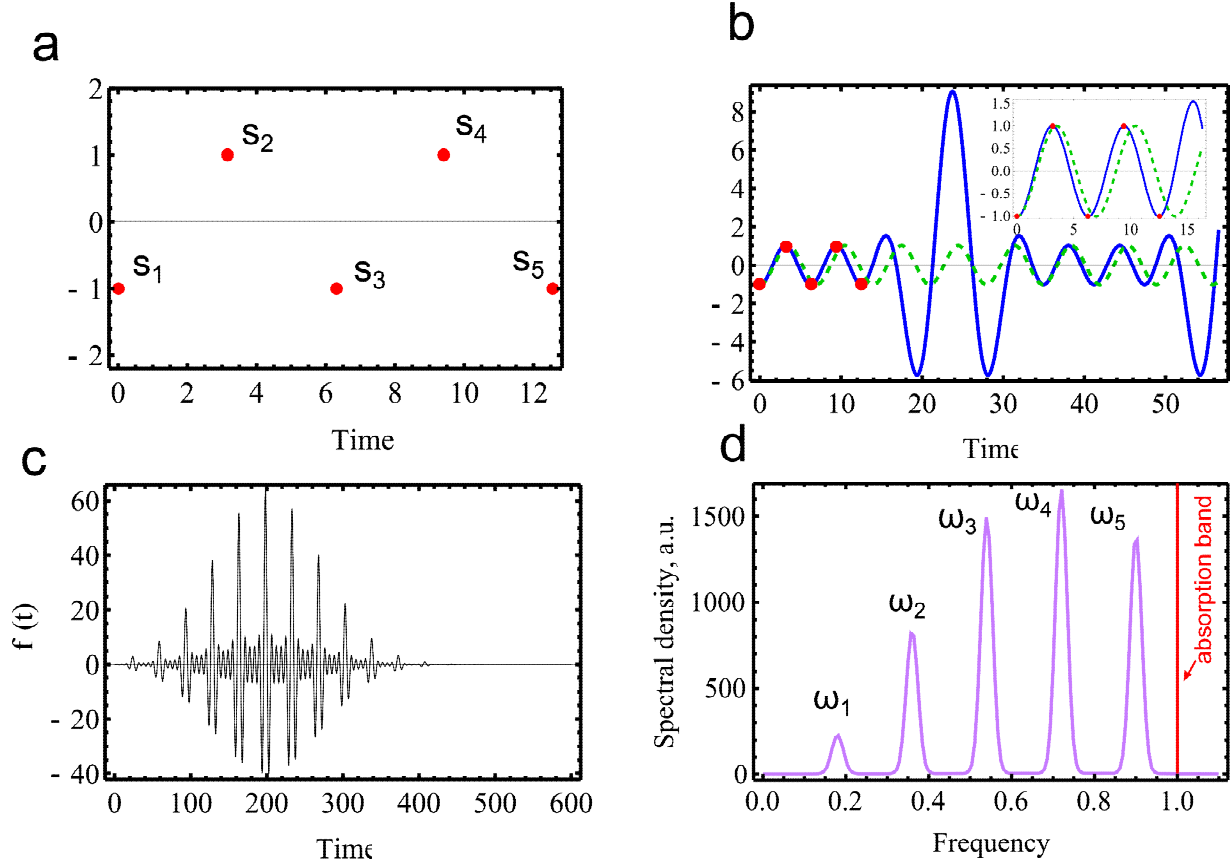 a
2
1
0
- 1
- 2
s1
s2
s3
s4
s5
0 2 4 6 8 10 12
Time
b
8
6
4
2
0
- 2
- 4
- 6
0 10 20 30 40 50
Time
1.5
1.0
0.5
0.0
- 0.5
- 1.0
0 5 10 15
c
f (t)
60
40
20
0
- 20
- 40
0 100 200 300 400 500 600
Time
d
Spectral density, a.u.
1500
1000
500
0
ω1
ω2
ω3
ω4
ω5
absorption band
0.0 0.2 0.4 0.6 0.8 1.0
Frequency